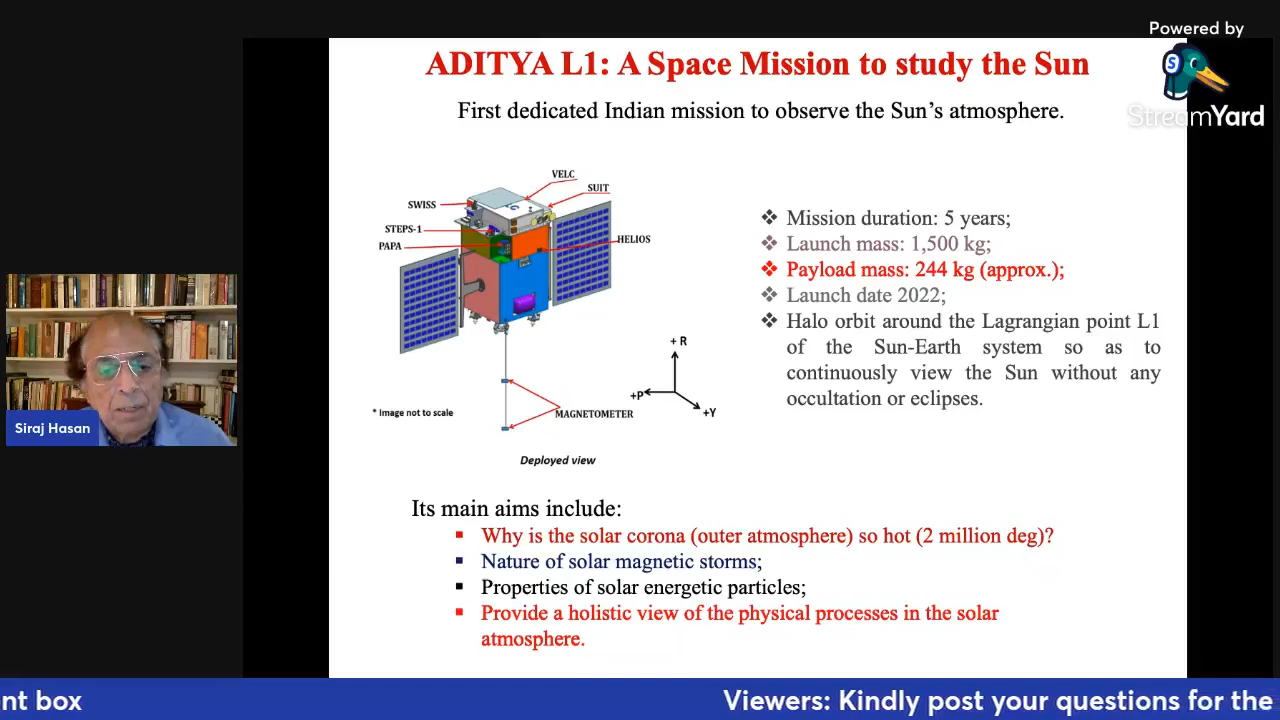 Powered by
StreamYard
ADITYA L1: A Space Mission to study the Sun
First dedicated Indian mission to observe the Sun's atmosphere.
VELC
SUIT
SWISS
STEPS-1
PAPA
HELIOS
+ R
+P
+Y
MAGNETOMETER
* Image not to scale
Deployed view
❖ Mission duration: 5 years;
❖ Launch mass: 1,500 kg;
❖ Payload mass: 244 kg (approx.);
❖ Launch date 2022;
❖ Halo orbit around the Lagrangian point L1
of the Sun-Earth system so as to
continuously view the Sun without any
occultation or eclipses.
Siraj Hasan
Its main aims include:
▪ Why is the solar corona (outer atmosphere) so hot (2 million deg)?
▪ Nature of solar magnetic storms;
▪ Properties of solar energetic particles;
▪ Provide a holistic view of the physical processes in the solar
atmosphere.
nt box
Viewers: Kindly post your questions for the